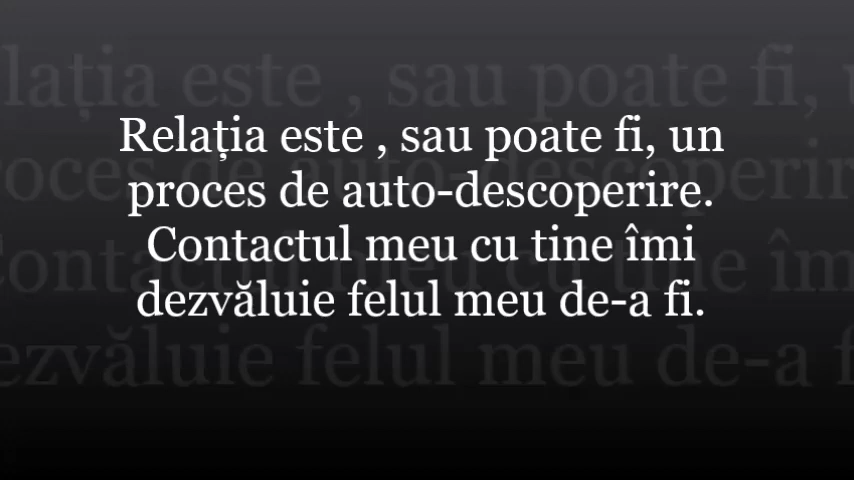 Relația este , sau poate fi, un
proces de auto-descoperire.
Contactul meu cu tine îmi
dezvăluie felul meu de-a fi.